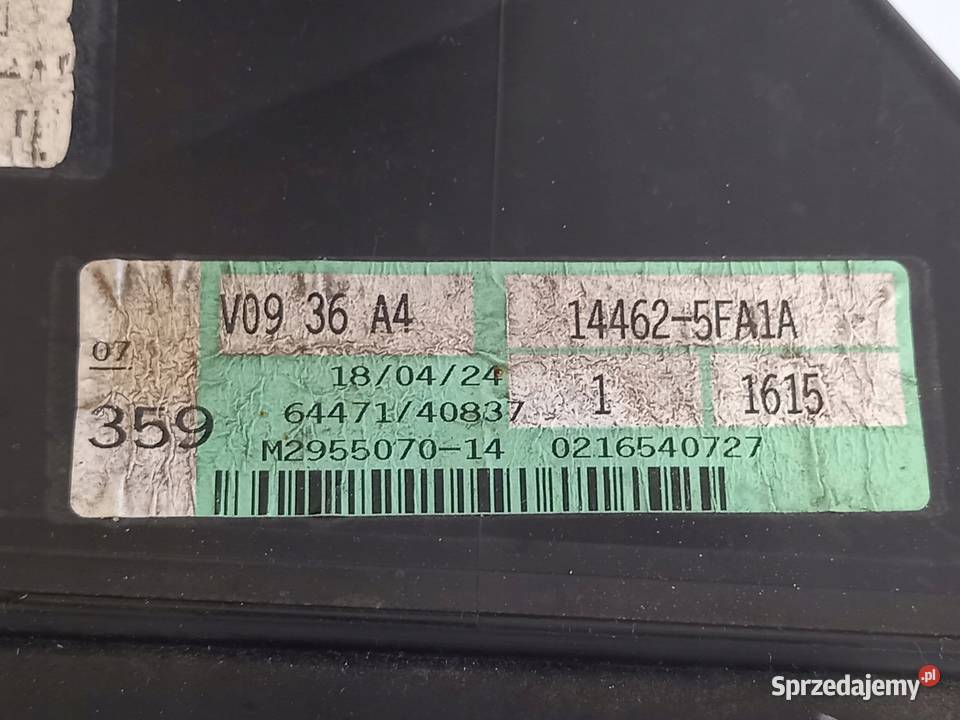 V09 36 A4 14462-5FA1A
07 18/04/24 1 1615
359 64471/40837
M2955070-14 0216540727
Sprzedajemy.pl